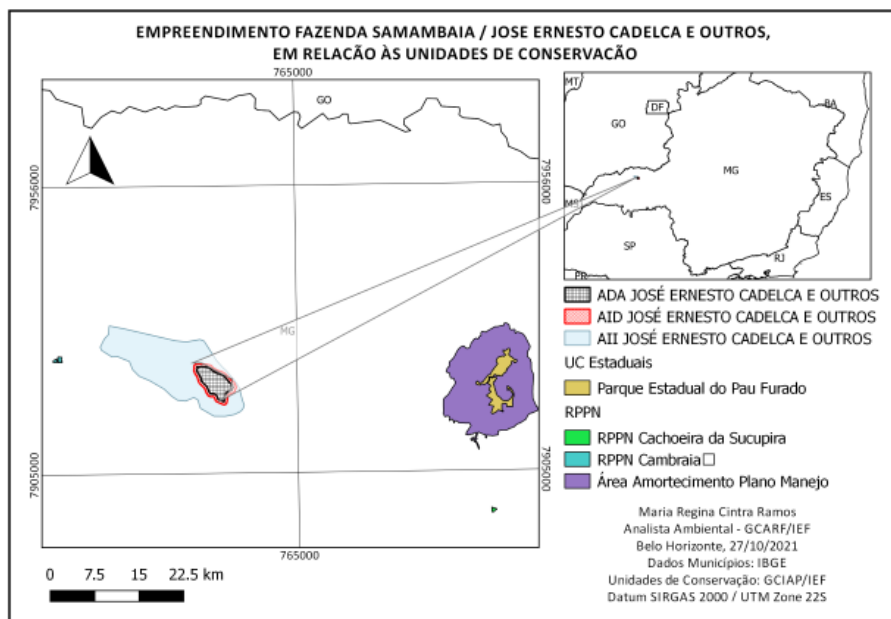 EMPREENDIMENTO FAZENDA SAMAMBAIA / JOSE ERNESTO CADELCA E OUTROS,
EM RELACÃO ÀS UNIDADES DE CONSERVACÃO
765000
GO
7956000
7956000
MG
7905000
7905000
765000
0 7.5 15 22.5 km
MT
DF
GO
BA
MG
MS
ES
SP
RJ
PR
ADA JOSÉ ERNESTO CADELCA E OUTROS
AID JOSÉ ERNESTO CADELCA E OUTROS
AII JOSÉ ERNESTO CADELCA E OUTROS
UC Estaduais
Parque Estadual do Pau Furado
RPPN
RPPN Cachoeira da Sucupira
RPPN Cambraia□
Área Amortecimento Plano Manejo
Maria Regina Cintra Ramos
Analista Ambiental - GCARF/IEF
Belo Horizonte, 27/10/2021
Dados Municípios: IBGE
Unidades de Conservação: GCIAP/IEF
Datum SIRGAS 2000 / UTM Zone 22S